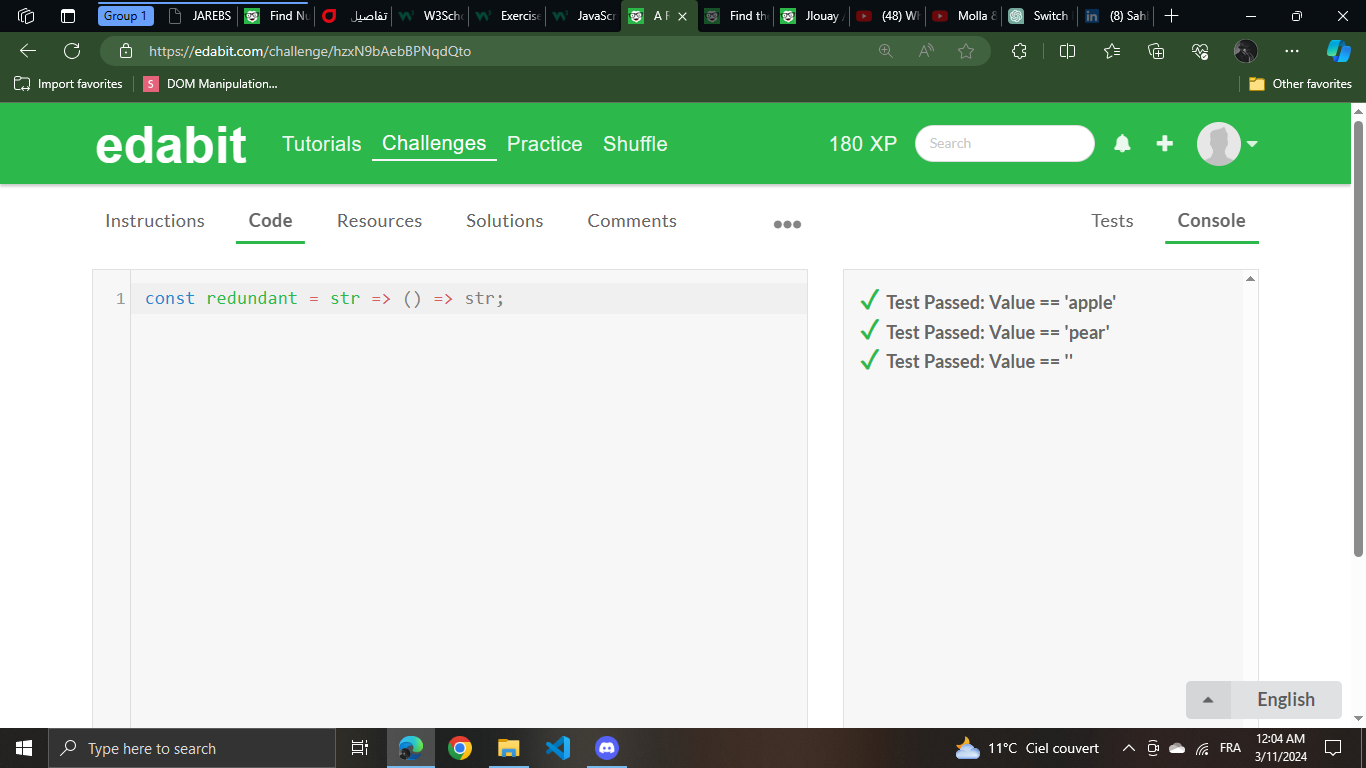 Group 1 JAREBS Find Nu تفاصيل W3Scho Exercise JavaScr A R Find the Jlouay (48) Wh Molla & Switch (8) Sahl
https://edabit.com/challenge/hzxN9bAebBPNqdQto
Import favorites S DOM Manipulation... Other favorites
edabit Tutorials Challenges Practice Shuffle 180 XP Search
Instructions Code Resources Solutions Comments Tests Console
1 const redundant = str => () => str;
Test Passed: Value == 'apple'
Test Passed: Value == 'pear'
Test Passed: Value == ''
English
Type here to search 11°C Ciel couvert FRA 12:04 AM
3/11/2024